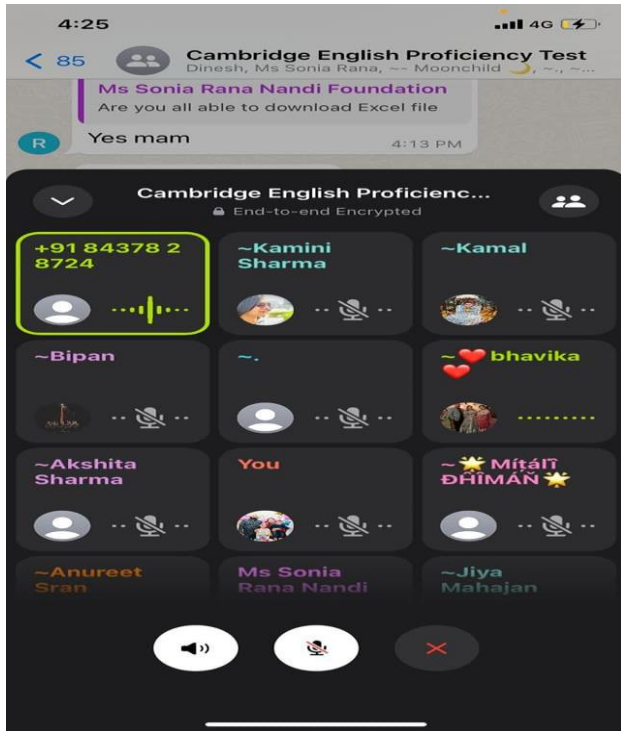 4:25
4G
< 85
Cambridge English Proficiency Test
Dinesh, Ms Sonia Rana, ~~ Moonchild 🌙, ~., ~...
Ms Sonia Rana Nandi Foundation
Are you all able to download Excel file
R
Yes mam
4:13 PM
Cambridge English Proficienc...
End-to-end Encrypted
+91 84378 2
8724
~Kamini
Sharma
~Kamal
~Bipan
~.
~❤️ bhavika
❤️
~Akshita
Sharma
You
~🌟 Míţálȋ
ĐĤÎMÁŇ🌟
~Anureet
Sran
Ms Sonia
Rana Nandi
~Jiya
Mahajan